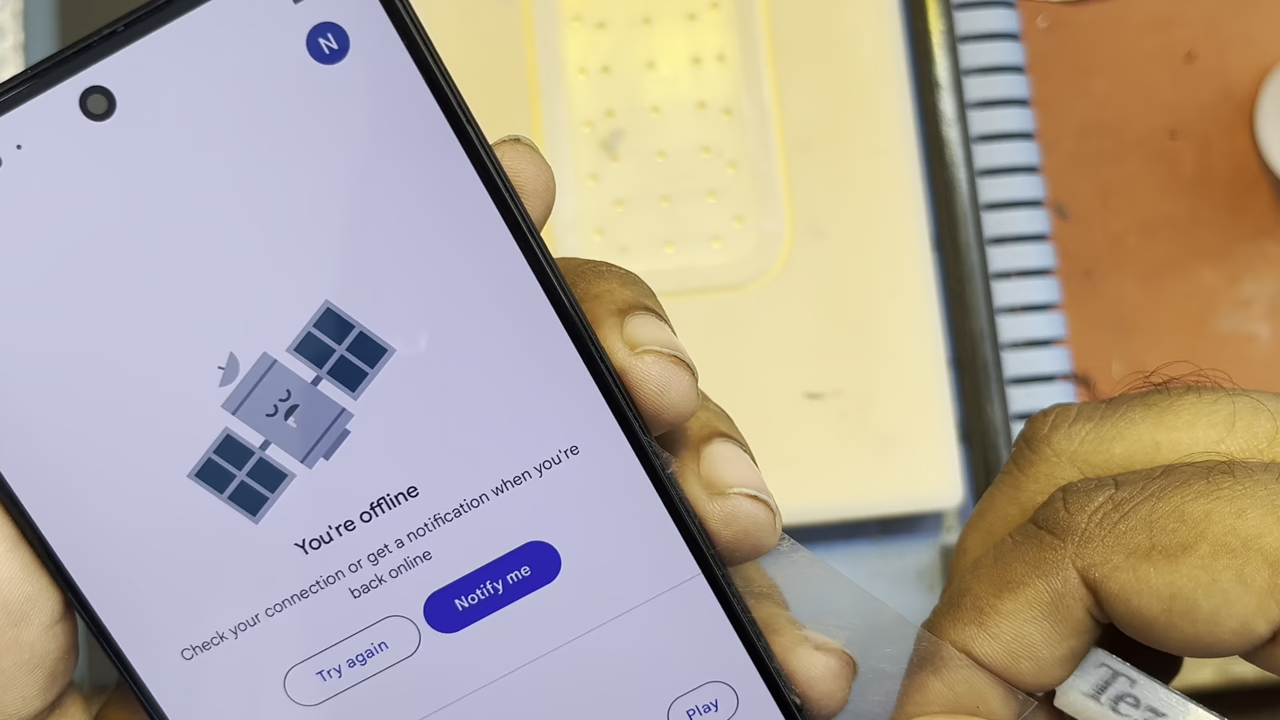 N
You're offline
Check your connection or get a notification when you're
back online
Try again
Notify me
Play